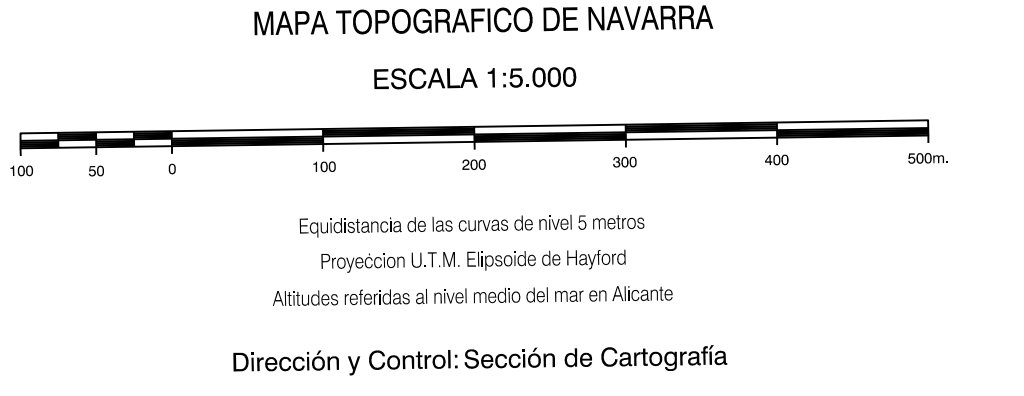 MAPA TOPOGRAFICO DE NAVARRA
ESCALA 1:5.000
100 50 0 100 200 300 400 500m.
Equidistancia de las curvas de nivel 5 metros
Proyeccion U.T.M. Elipsoide de Hayford
Altitudes referidas al nivel medio del mar en Alicante
Dirección y Control: Sección de Cartografía